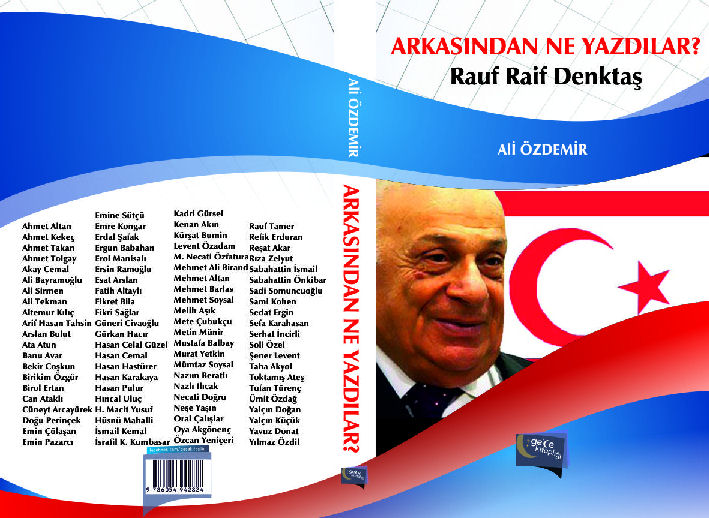 ARKASINDAN NE YAZDILAR?
Rauf Raif Denktaş
Ali ÖZDEMİR
Ali ÖZDEMİR
ARKASINDAN NE YAZDILAR?
Ahmet Altan
Ahmet Kekeç
Ahmet Takan
Ahmet Tolgay
Akay Cemal
Ali Bayramoğlu
Ali Sirmen
Ali Tekman
Altemur Kılıç
Arif Hasan Tahsin
Arslan Bulut
Ata Atun
Banu Avar
Bekir Coşkun
Birikim Özgür
Birol Ertan
Can Ataklı
Cüneyt Arcayürek
Doğu Perinçek
Emin Çölaşan
Emin Pazarcı
Emine Sütçü
Emre Kongar
Erdal Şafak
Ergun Babahan
Erol Manisalı
Ersin Ramoğlu
Esat Arslan
Fatih Altaylı
Fikret Bila
Fikri Sağlar
Güneri Civaoğlu
Gürkan Hacır
Hasan Celal Güzel
Hasan Cemal
Hasan Hastürer
Hasan Karakaya
Hasan Pulur
Hıncal Uluç
H. Macit Yusuf
Hüsnü Mahalli
İsmail Kemal
İsrafil K. Kumbasar
Kadri Gürsel
Kenan Akın
Kürşat Bumin
Levent Özadam
M. Necati Özfatura
Mehmet Ali Birand
Mehmet Altan
Mehmet Barlas
Mehmet Soysal
Melih Aşık
Mete Çubukçu
Metin Münir
Mustafa Balbay
Murat Yetkin
Mümtaz Soysal
Nazım Beratlı
Nazlı Ilıcak
Necati Doğru
Neşe Yaşın
Oral Çalışlar
Oya Akgönenç
Özcan Yeniçeri
Rauf Tamer
Refik Erduran
Reşat Akar
Rıza Zelyut
Sabahattin İsmail
Sabahattin Önkibar
Sadi Somuncuoğlu
Sami Kohen
Sedat Ergin
Sefa Karahasan
Serhat İncirli
Soli Özel
Şener Levent
Taha Akyol
Toktamış Ateş
Tufan Türenç
Ümit Özdağ
Yalçın Doğan
Yalçın Küçük
Yavuz Donat
Yılmaz Özdil
9 786054 942824
gece
kitaplığı